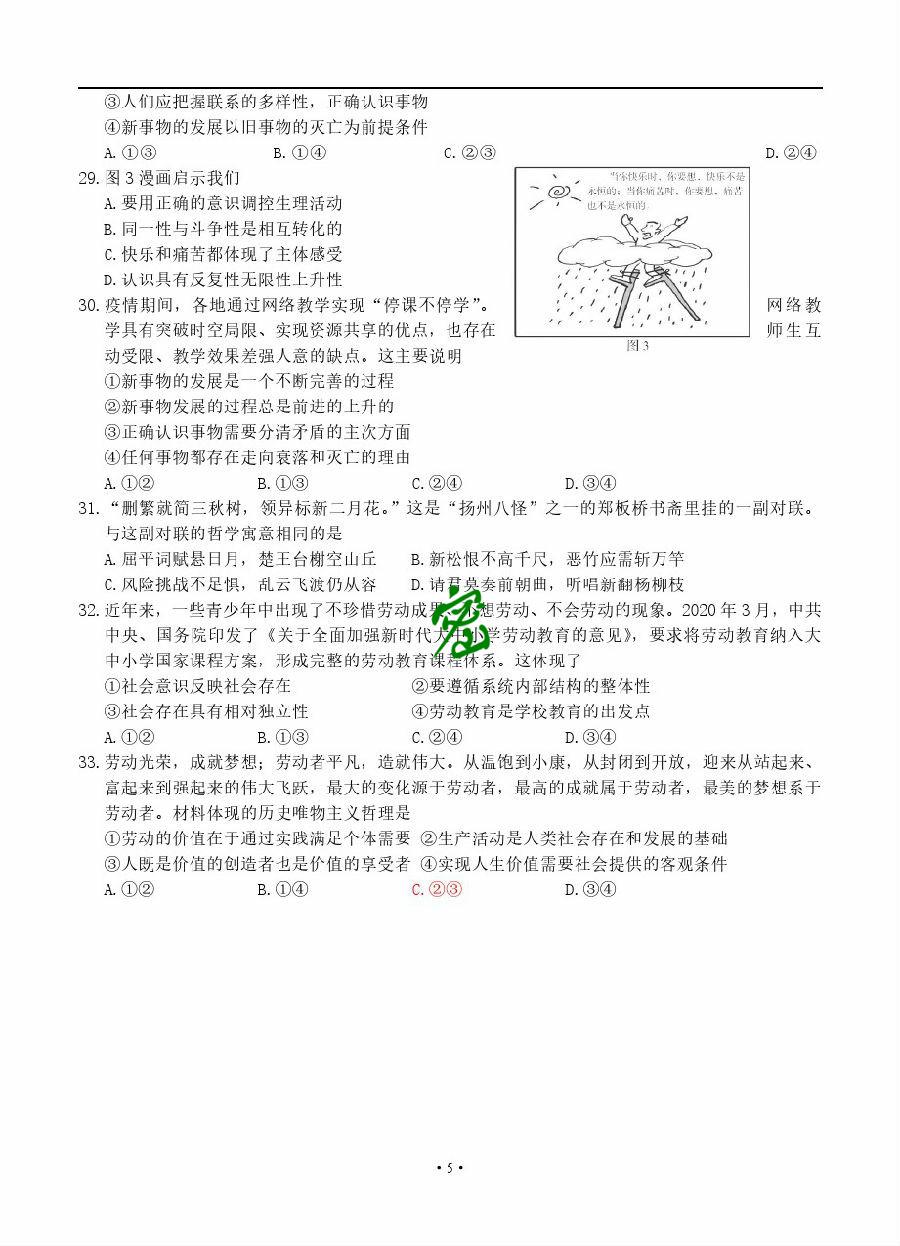 ③人们应把握联系的多样性，正确认识事物
④新事物的发展以旧事物的灭亡为前提条件
A.①③ B.①④ C.②③ D.②④
29.图3漫画启示我们
A.要用正确的意识调控生理活动
B.同一性与斗争性是相互转化的
C.快乐和痛苦都体现了主体感受
D.认识具有反复性无限性上升性
当你快乐时，你要想，快乐不是
永恒的；当你痛苦时，你要想，痛苦
也不是永恒的
图3
30.疫情期间，各地通过网络教学实现“停课不停学”。网络教
学具有突破时空局限、实现资源共享的优点，也存在师生互
动受限、教学效果差强人意的缺点。这主要说明
①新事物的发展是一个不断完善的过程
②新事物发展的过程总是前进的上升的
③正确认识事物需要分清矛盾的主次方面
④任何事物都存在走向衰落和灭亡的理由
A.①② B.①③ C.②④ D.③④
31.“删繁就简三秋树，领异标新二月花。”这是“扬州八怪”之一的郑板桥书斋里挂的一副对联。
与这副对联的哲学寓意相同的是
A.屈平词赋悬日月，楚王台榭空山丘 B.新松恨不高千尺，恶竹应需斩万竿
C.风险挑战不足惧，乱云飞渡仍从容 D.请君莫奏前朝曲，听唱新翻杨柳枝
32.近年来，一些青少年中出现了不珍惜劳动成果、不想劳动、不会劳动的现象。2020年3月，中共
中央、国务院印发了《关于全面加强新时代大中小学劳动教育的意见》，要求将劳动教育纳入大
中小学国家课程方案，形成完整的劳动教育课程体系。这体现了
①社会意识反映社会存在 ②要遵循系统内部结构的整体性
③社会存在具有相对独立性 ④劳动教育是学校教育的出发点
A.①② B.①③ C.②④ D.③④
密
33.劳动光荣，成就梦想；劳动者平凡，造就伟大。从温饱到小康，从封闭到开放，迎来从站起来、
富起来到强起来的伟大飞跃，最大的变化源于劳动者，最高的成就属于劳动者，最美的梦想系于
劳动者。材料体现的历史唯物主义哲理是
①劳动的价值在于通过实践满足个体需要 ②生产活动是人类社会存在和发展的基础
③人既是价值的创造者也是价值的享受者 ④实现人生价值需要社会提供的客观条件
A.①② B.①④ C.②③ D.③④
·5·